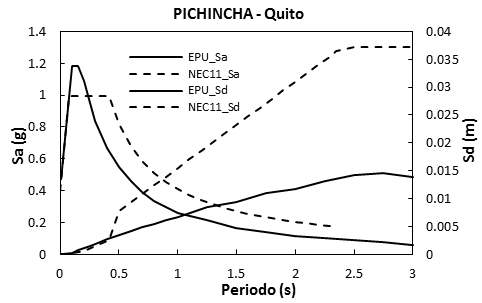 PICHINCHA - Quito
1.4
1.2
1
0.8
0.6
0.4
0.2
0
Sa (g)
EPU_Sa
NEC11_Sa
EPU_Sd
NEC11_Sd
0.04
0.035
0.03
0.025
0.02
0.015
0.01
0.005
0
Sd (m)
0 0.5 1 1.5 2 2.5 3
Periodo (s)